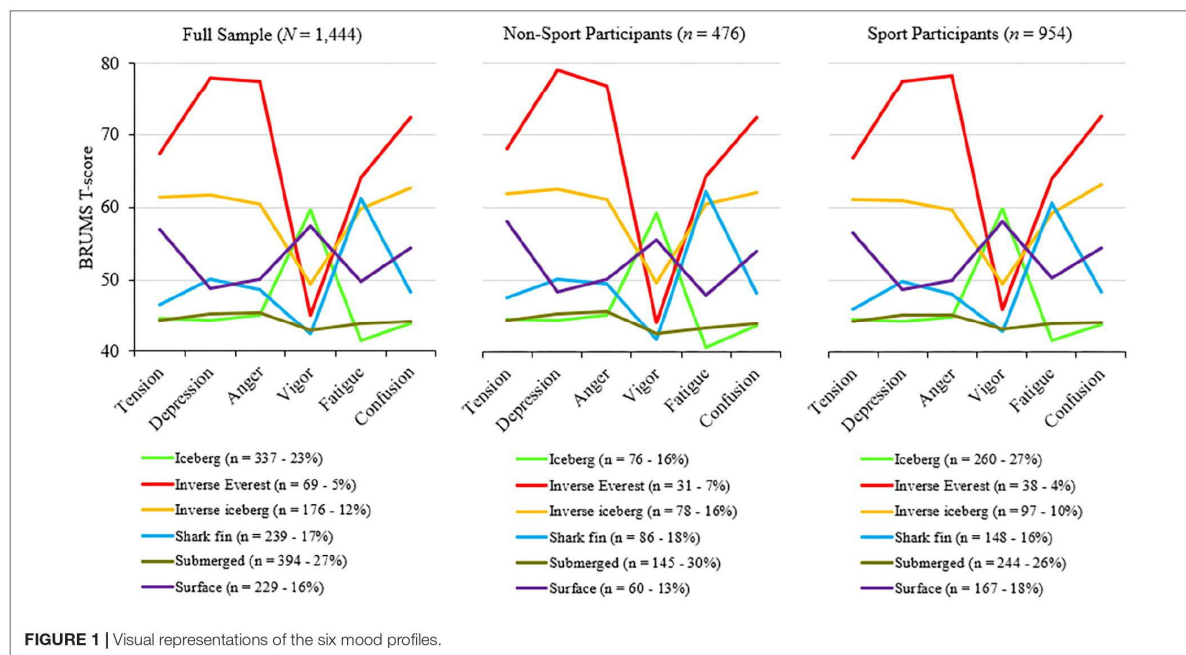 Full Sample (N = 1,444)
Non-Sport Participants (n = 476)
Sport Participants (n = 954)
BRUMS T-score
80
70
60
50
40
Tension
Depression
Anger
Vigor
Fatigue
Confusion
Tension
Depression
Anger
Vigor
Fatigue
Confusion
Tension
Depression
Anger
Vigor
Fatigue
Confusion
Iceberg (n = 337 - 23%)
Inverse Everest (n = 69 - 5%)
Inverse iceberg (n = 176 - 12%)
Shark fin (n = 239 - 17%)
Submerged (n = 394 - 27%)
Surface (n = 229 - 16%)
Iceberg (n = 76 - 16%)
Inverse Everest (n = 31 - 7%)
Inverse iceberg (n = 78 - 16%)
Shark fin (n = 86 - 18%)
Submerged (n = 145 - 30%)
Surface (n = 60 - 13%)
Iceberg (n = 260 - 27%)
Inverse Everest (n = 38 - 4%)
Inverse iceberg (n = 97 - 10%)
Shark fin (n = 148 - 16%)
Submerged (n = 244 - 26%)
Surface (n = 167 - 18%)
FIGURE 1 | Visual representations of the six mood profiles.